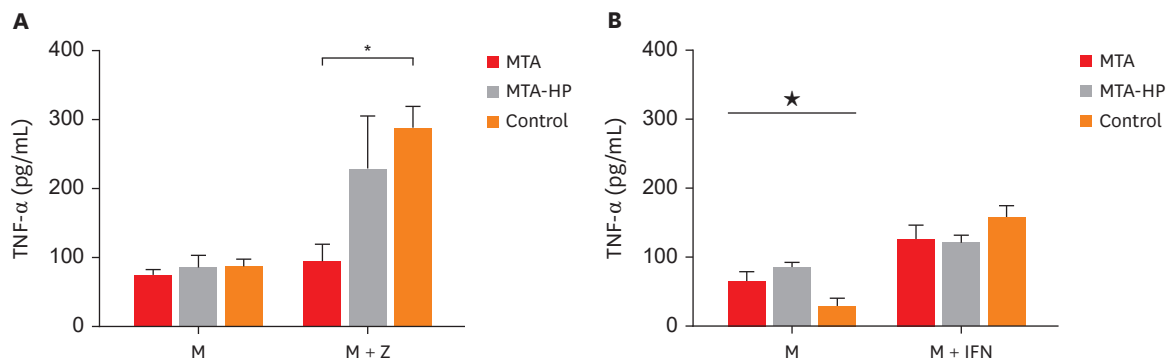 A
TNF-α (pg/mL)
400
300
200
100
0
*
M
M + Z
MTA
MTA-HP
Control
B
TNF-α (pg/mL)
400
300
200
100
0
★
M
M + IFN
MTA
MTA-HP
Control